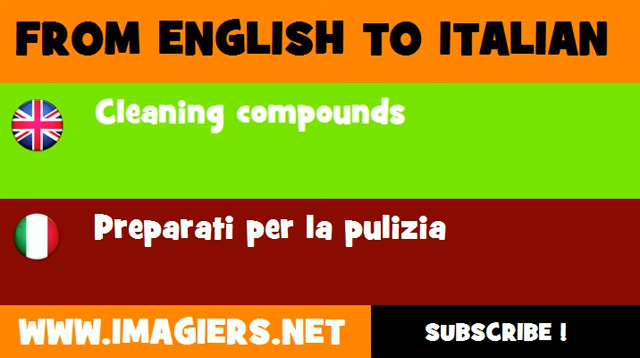 FROM ENGLISH TO ITALIAN
Cleaning compounds
Preparati per la pulizia
WWW.IMAGIERS.NET
SUBSCRIBE !